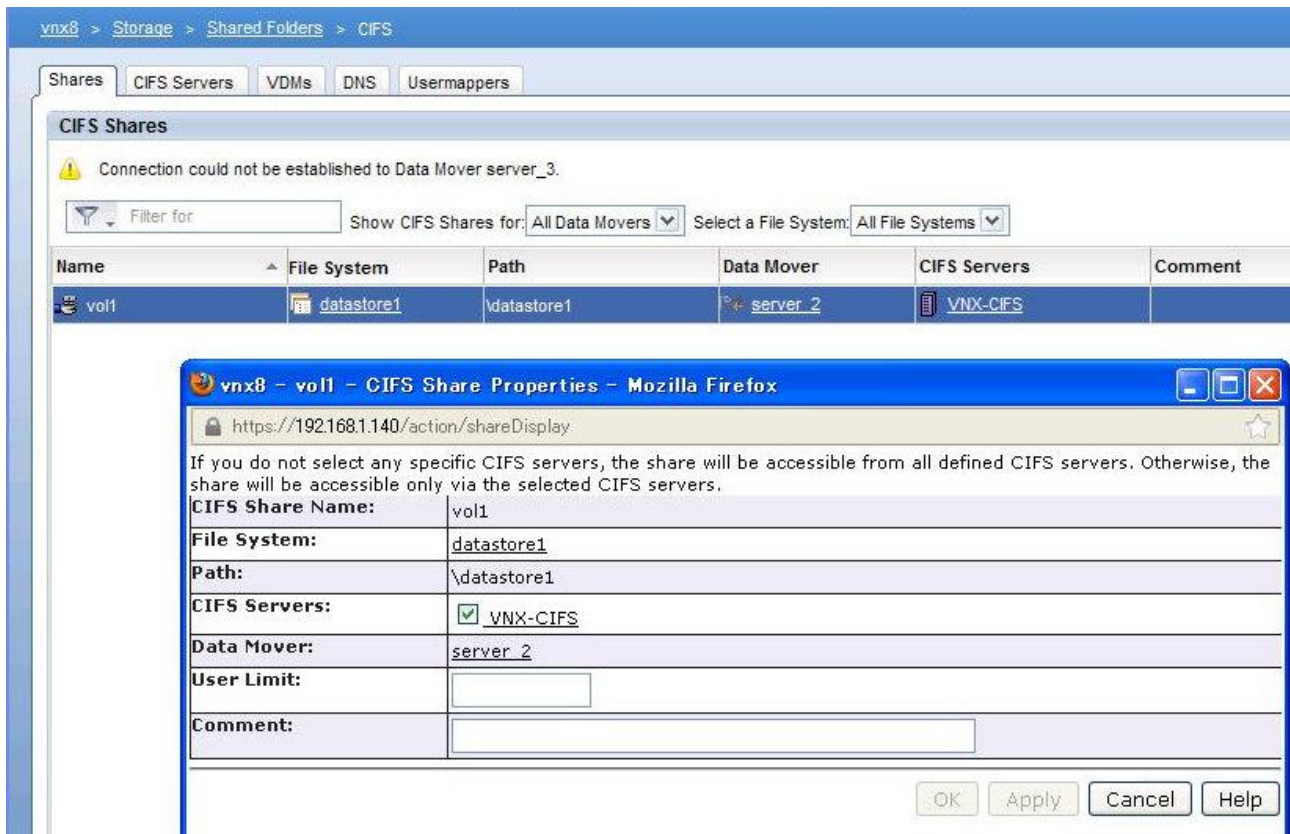 vnx8 > Storage > Shared Folders > CIFS
Shares CIFS Servers VDMs DNS Usermappers
CIFS Shares
Connection could not be established to Data Mover server_3.
Filter for Show CIFS Shares for: All Data Movers Select a File System: All File Systems
Name File System Path Data Mover CIFS Servers Comment
vol1 datastore1 \datastore1 server_2 VNX-CIFS
vnx8 - vol1 - CIFS Share Properties - Mozilla Firefox
https://192.168.1.140/action/shareDisplay
If you do not select any specific CIFS servers, the share will be accessible from all defined CIFS servers. Otherwise, the
share will be accessible only via the selected CIFS servers.
CIFS Share Name: vol1
File System: datastore1
Path: \datastore1
CIFS Servers: VNX-CIFS
Data Mover: server_2
User Limit:
Comment:
OK Apply Cancel Help